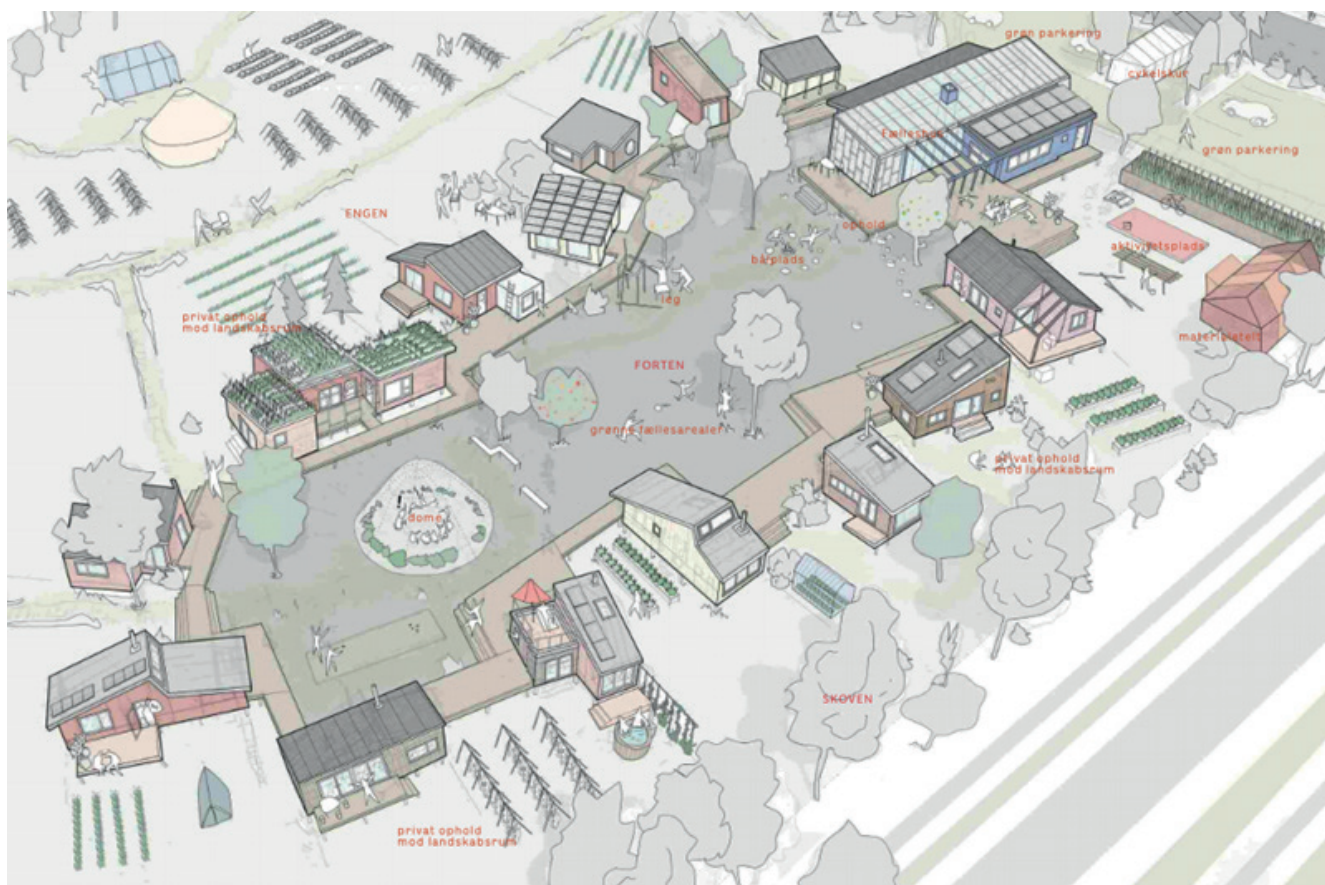 grøn parkering
cykelskur
Fælleshus
grøn parkering
ENGEN
ophold
aktivitetsplads
bålplads
leg
privat ophold
mod landskabsrum
materialetelt
FORTEN
grønne fællesarealer
privat ophold
mod landskabsrum
dome
SKOVEN
privat ophold
mod landskabsrum